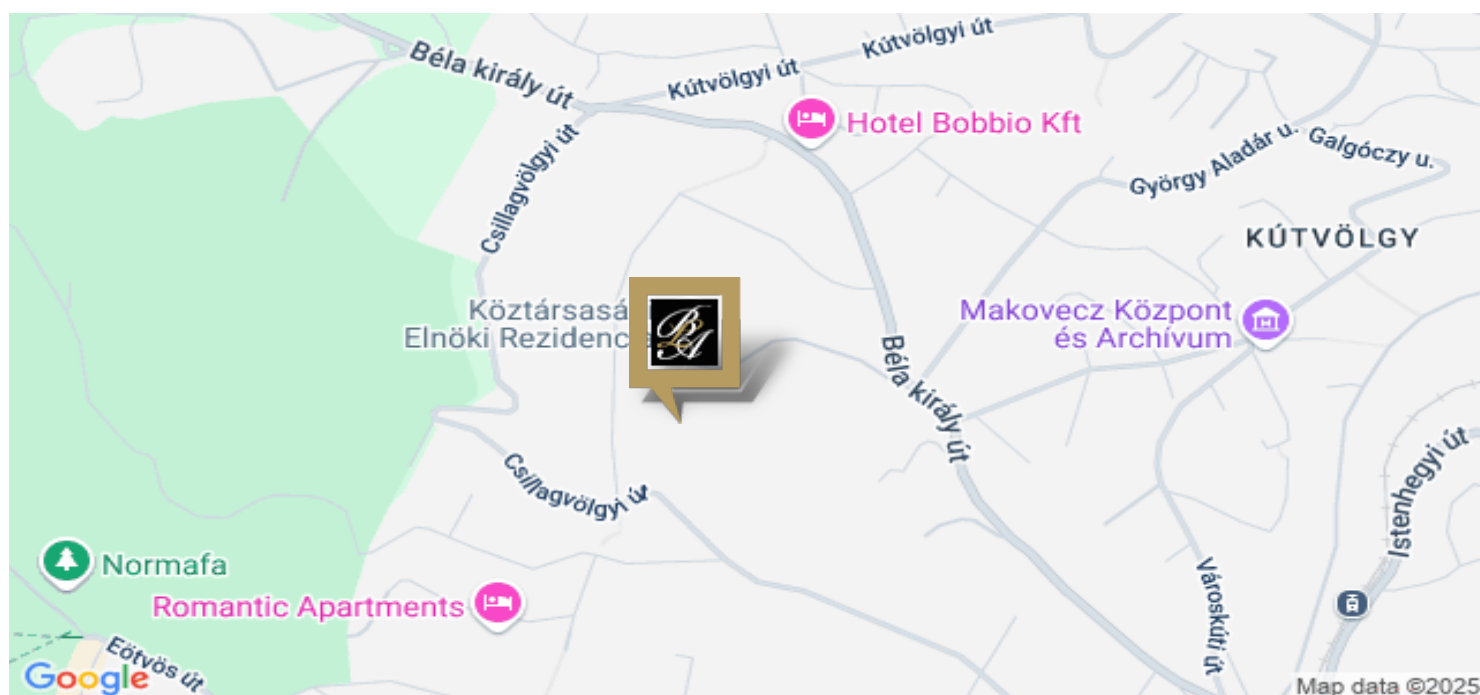 Béla király út
Kútvölgyi út
Kútvölgyi út
Csillagvölgyi út
Hotel Bobbio Kft
György Aladár u.
Galgóczy u.
KÚTVÖLGY
Köztársasá
Elnöki Rezidenc
Makovecz Központ
és Archívum
Béla király út
Csillagvölgyi út
Istenhegyi út
Normafa
Romantic Apartments
Városkúti út
Eötvös út
Google
Map data ©2025